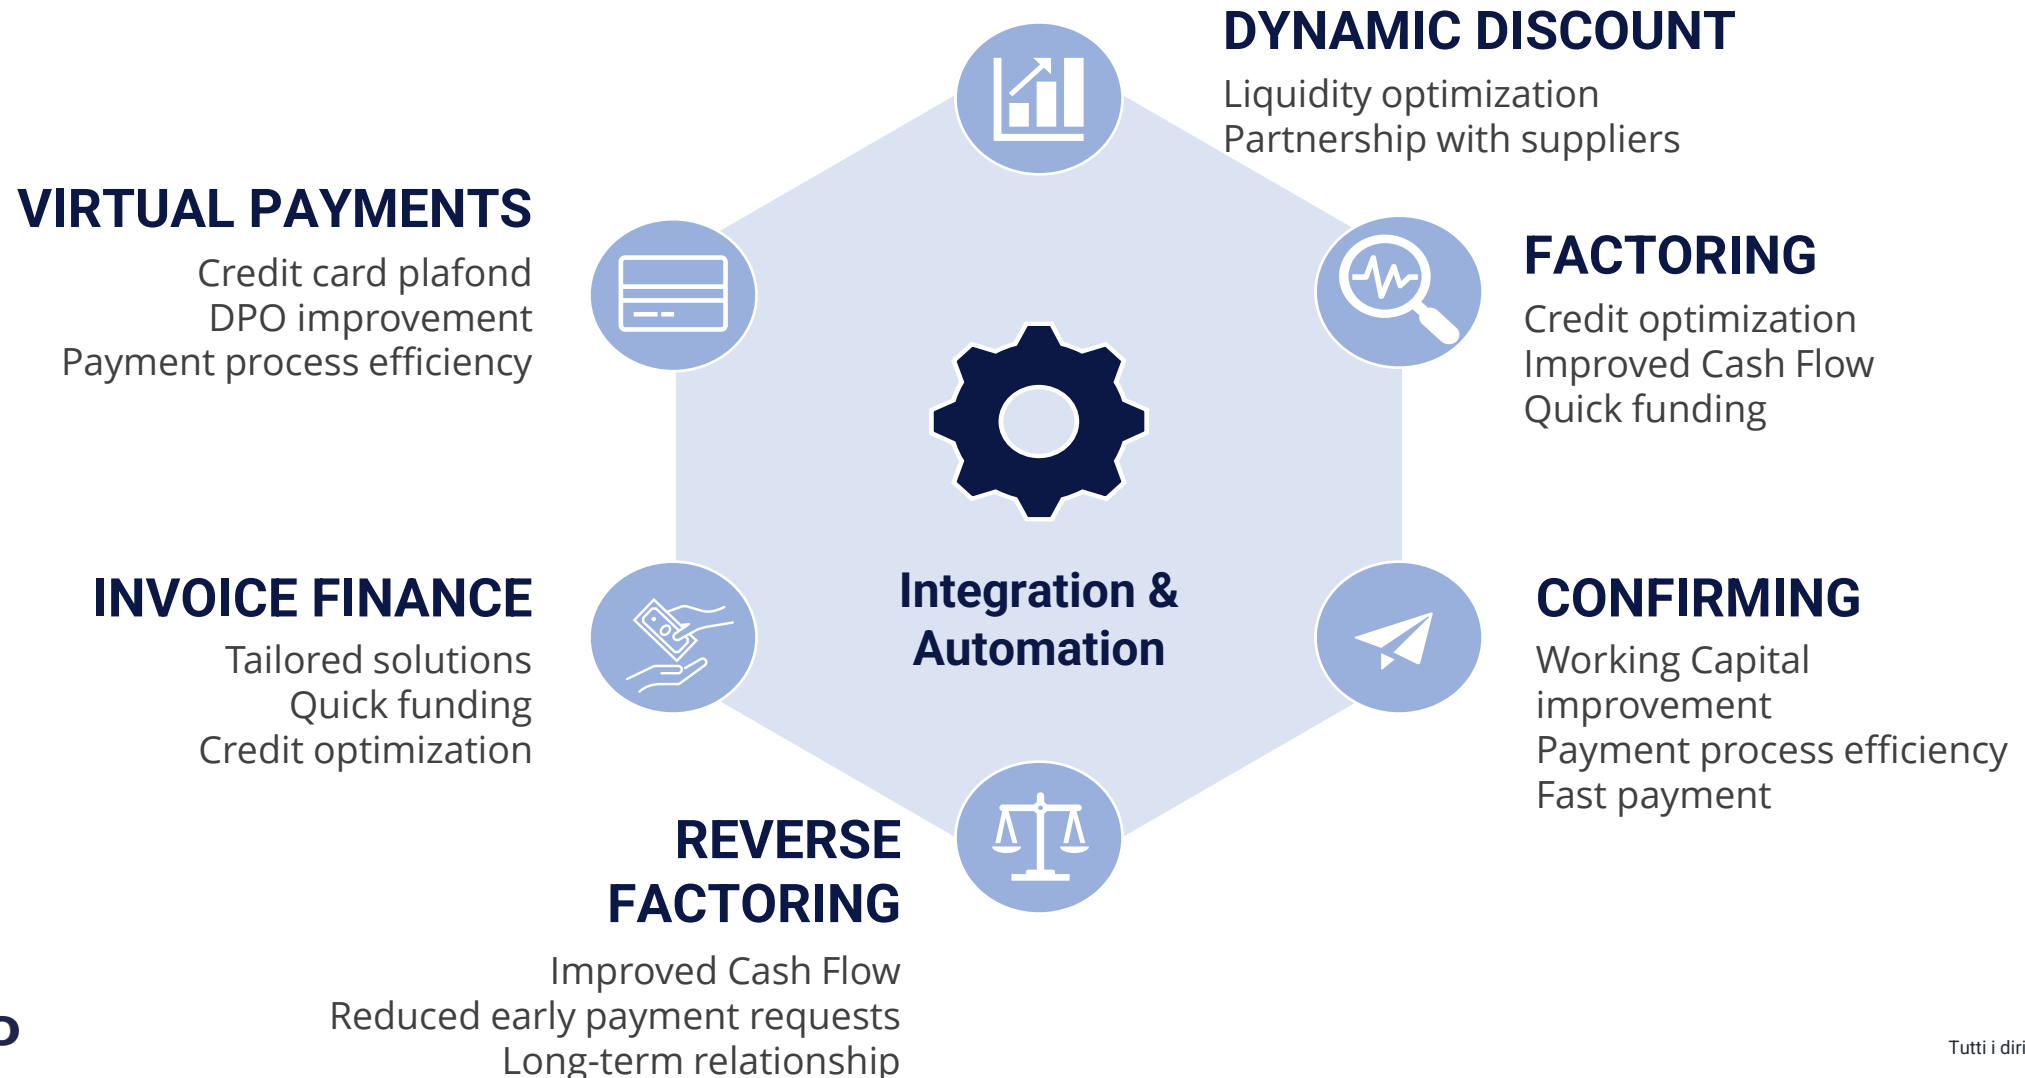 DYNAMIC DISCOUNT
Liquidity optimization
Partnership with suppliers
VIRTUAL PAYMENTS
Credit card plafond
DPO improvement
Payment process efficiency
FACTORING
Credit optimization
Improved Cash Flow
Quick funding
Integration &
Automation
INVOICE FINANCE
Tailored solutions
Quick funding
Credit optimization
CONFIRMING
Working Capital
improvement
Payment process efficiency
Fast payment
REVERSE
FACTORING
Improved Cash Flow
Reduced early payment requests
Long-term relationship
Tutti i diri